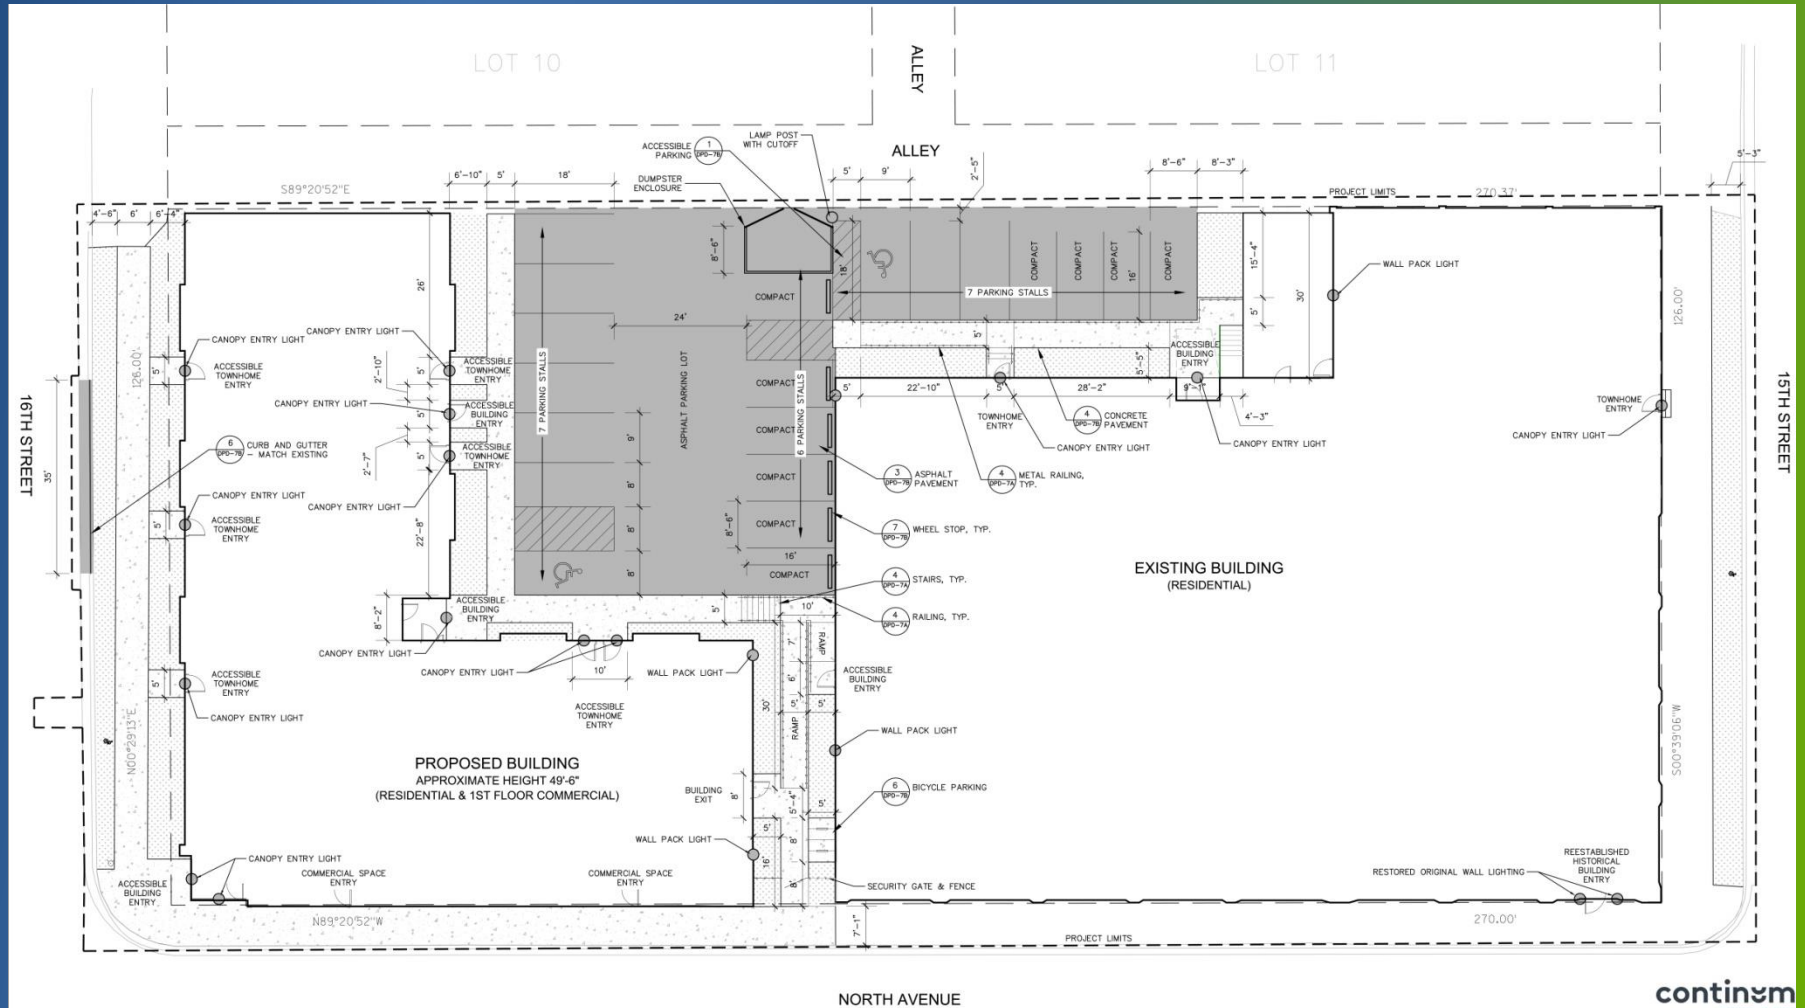 LOT 10
ALLEY
LOT 11
LAMP POST
WITH CUTOFF
ACCESSIBLE
PARKING
1
DPD-7B
ALLEY
DUMPSTER
ENCLOSURE
S89°20'52"E
6'-10"
5'
18'
5'
9'
2'-5"
8'-6"
8'-3"
5'-3"
PROJECT LIMITS
270.37'
4'-6"
6'
6'-4"
8'-6"
18'
COMPACT
COMPACT
COMPACT
COMPACT
16'
15'-4"
30'
5'
WALL PACK LIGHT
26'
7 PARKING STALLS
COMPACT
24'
126.00'
126.00'
CANOPY ENTRY LIGHT
CANOPY ENTRY LIGHT
ACCESSIBLE
TOWNHOME
ENTRY
5'
2'-10"
5'
ACCESSIBLE
TOWNHOME
ENTRY
7 PARKING STALLS
ASPHALT PARKING LOT
COMPACT
6 PARKING STALLS
5'
ACCESSIBLE
BUILDING
ENTRY
5'-5"
5'
22'-10"
5'
28'-2"
9'-1"
4'-3"
16TH STREET
35'
CANOPY ENTRY LIGHT
5'
ACCESSIBLE
BUILDING
ENTRY
6
DPD-7B
CURB AND GUTTER
- MATCH EXISTING
2'-7"
5'
ACCESSIBLE
TOWNHOME
ENTRY
9'
COMPACT
TOWNHOME
ENTRY
4
DPD-7B
CONCRETE
PAVEMENT
CANOPY ENTRY LIGHT
CANOPY ENTRY LIGHT
TOWNHOME
ENTRY
CANOPY ENTRY LIGHT
15TH STREET
8'
COMPACT
3
DPD-7B
ASPHALT
PAVEMENT
4
DPD-7A
METAL RAILING,
TYP.
CANOPY ENTRY LIGHT
CANOPY ENTRY LIGHT
ACCESSIBLE
TOWNHOME
ENTRY
5'
22'-8"
8'
8'-6"
COMPACT
7
DPD-7B
WHEEL STOP, TYP.
16'
8'
COMPACT
4
DPD-7A
STAIRS, TYP.
EXISTING BUILDING
(RESIDENTIAL)
8'-2"
ACCESSIBLE
BUILDING
ENTRY
5'
10'
4
DPD-7A
RAILING, TYP.
CANOPY ENTRY LIGHT
CANOPY ENTRY LIGHT
10'
WALL PACK LIGHT
7'
RAMP
6'
ACCESSIBLE
BUILDING
ENTRY
5'
ACCESSIBLE
TOWNHOME
ENTRY
CANOPY ENTRY LIGHT
ACCESSIBLE
TOWNHOME
ENTRY
30'
5'
5'
RAMP
WALL PACK LIGHT
N00°29'13"E
S00°39'06"W
PROPOSED BUILDING
APPROXIMATE HEIGHT 49'-6"
(RESIDENTIAL & 1ST FLOOR COMMERCIAL)
BUILDING
EXIT
8'
5'-4"
5'
6
DPD-7B
BICYCLE PARKING
5'
8'
WALL PACK LIGHT
16'
CANOPY ENTRY LIGHT
ACCESSIBLE
BUILDING
ENTRY
COMMERCIAL SPACE
ENTRY
COMMERCIAL SPACE
ENTRY
8'
SECURITY GATE & FENCE
REESTABLISHED
HISTORICAL
BUILDING
ENTRY
RESTORED ORIGINAL WALL LIGHTING
N89°20'52"W
7'-1"
270.00'
PROJECT LIMITS
NORTH AVENUE
continuum